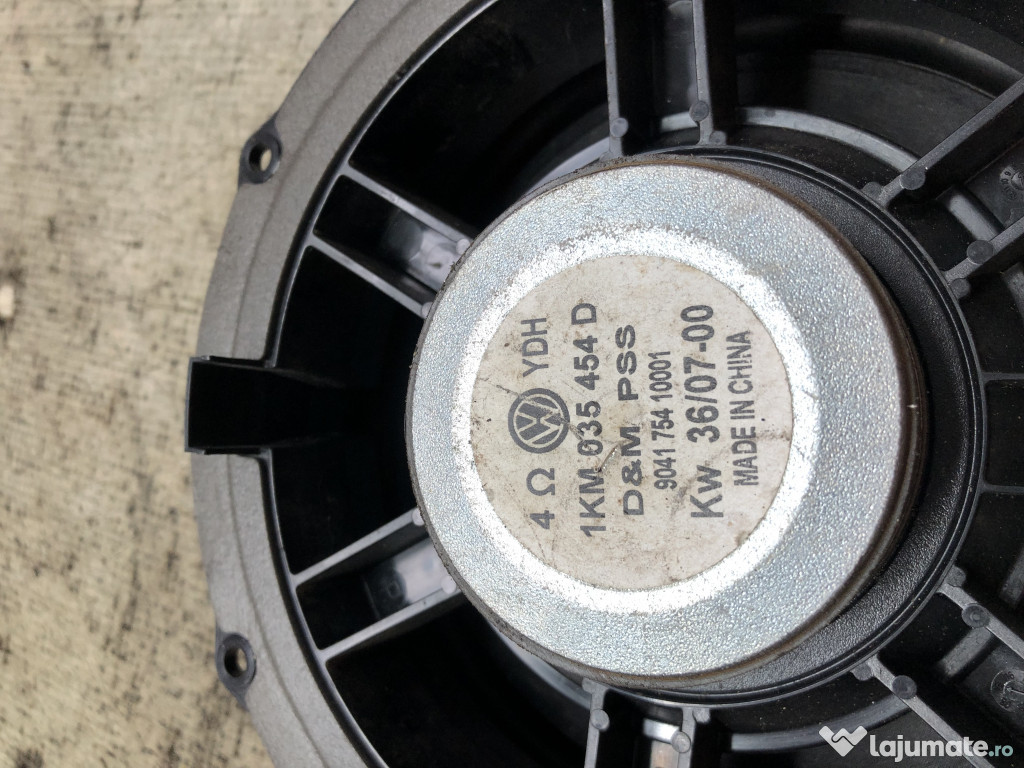 4 Ω YDH
1KM 035 454 D
D&M PSS
9041 754 10001
Kw 36/07-00
MADE IN CHINA
lajumate.ro